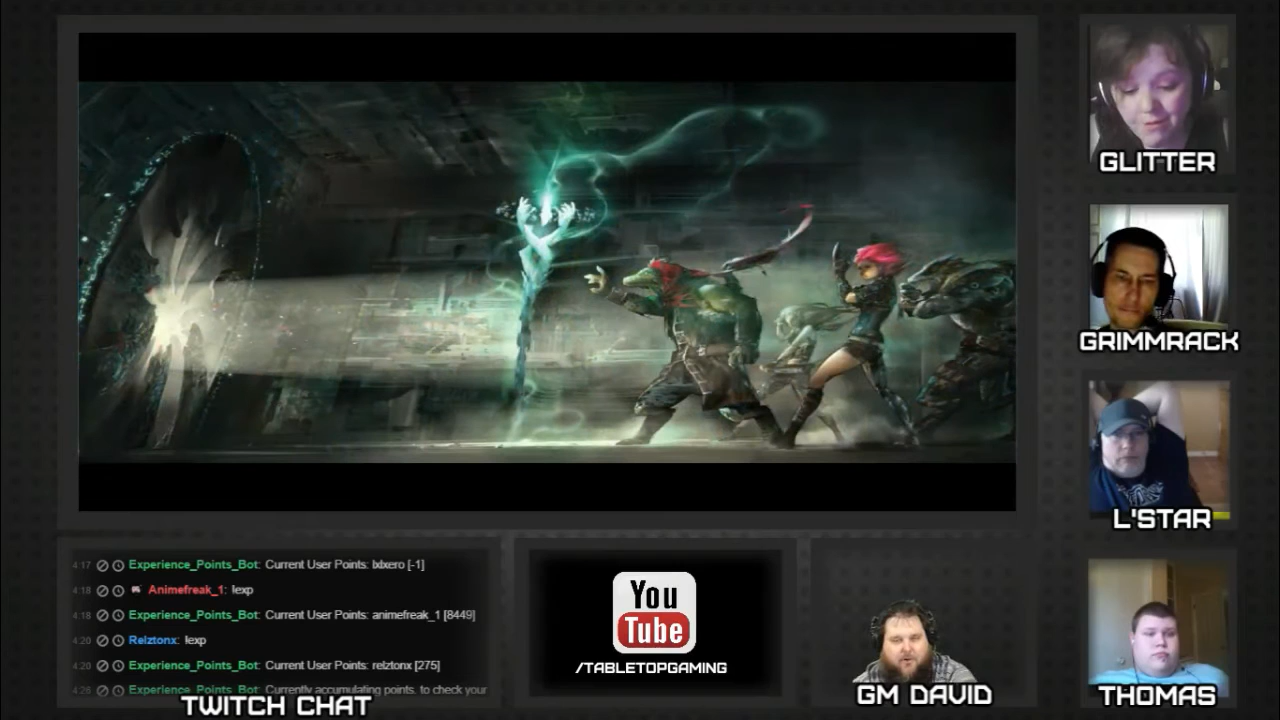 GLITTER
GRIMMRACK
L'STAR
THOMAS
4:17 Experience_Points_Bot: Current User Points: lxlxero [-1]
4:18 Animefreak_1: !exp
4:18 Experience_Points_Bot: Current User Points: animefreak_1 [8449]
4:20 Relztonx: !exp
4:20 Experience_Points_Bot: Current User Points: relztonx [275]
4:26 Experience_Points_Bot: Currently accumulating points. to check your
TWITCH CHAT
You
Tube
/TABLETOPGAMING
GM DAVID